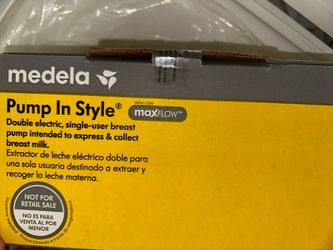 medela
Pump In Style®
WITH • CON
maxFLOW™
Double electric, single-user breast
pump intended to express & collect
breast milk.
Extractor de leche eléctrico doble para
una sola usuaria destinado a extraer y
recoger la leche materna.
NOT FOR
RETAIL SALE
NO ES PARA
VENTA AL POR
MENOR